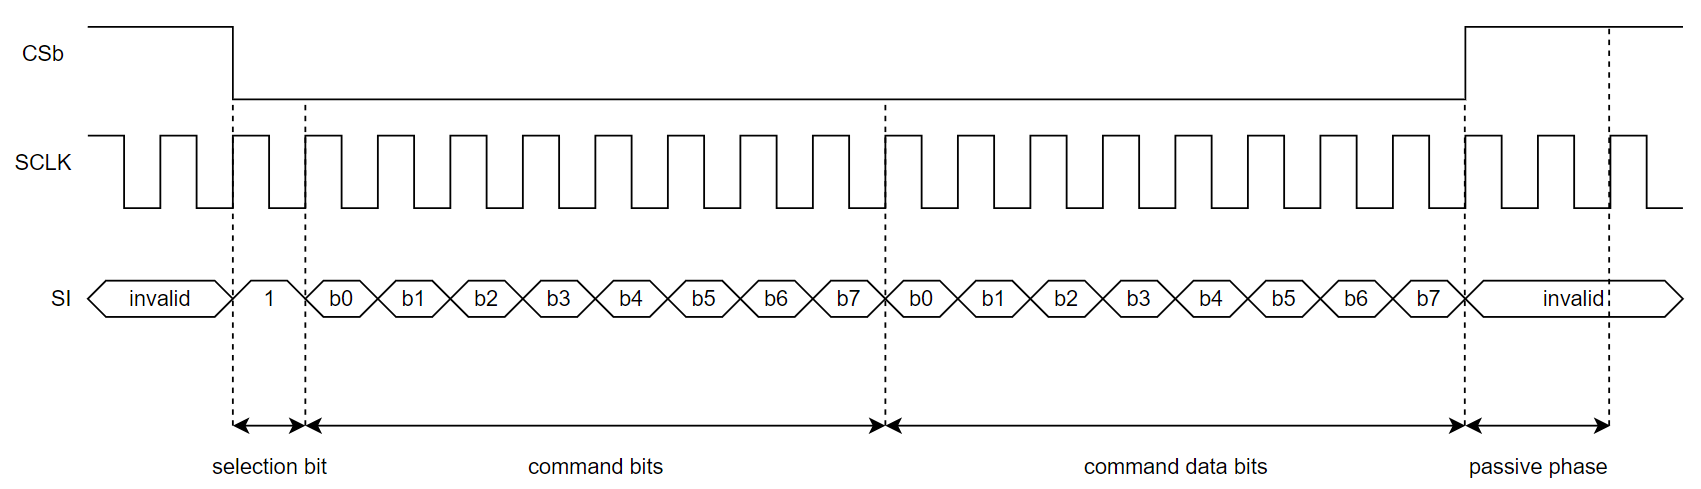 CSb
SCLK
SI
invalid 1 b0 b1 b2 b3 b4 b5 b6 b7 b0 b1 b2 b3 b4 b5 b6 b7 invalid
selection bit command bits command data bits passive phase